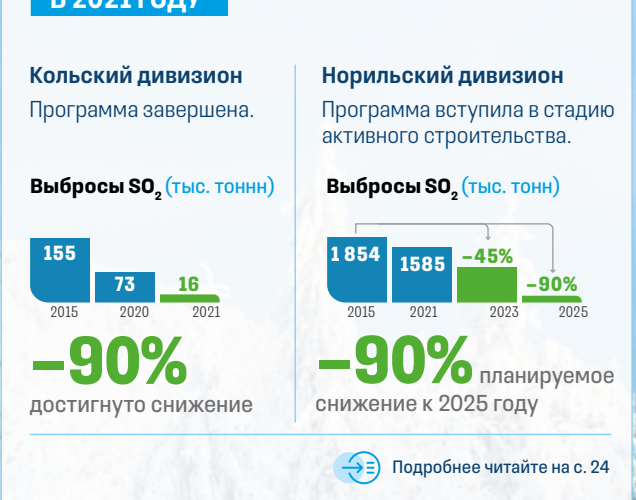 В 2021 ГОДУ
Кольский дивизион
Программа завершена.
Выбросы SO₂ (тыс. тоннн)
155
73
16
2015
2020
2021
–90%
достигнуто снижение
Норильский дивизион
Программа вступила в стадию
активного строительства.
Выбросы SO₂ (тыс. тонн)
1 854
1585
–45%
–90%
2015
2021
2023
2025
–90% планируемое
снижение к 2025 году
Подробнее читайте на с. 24